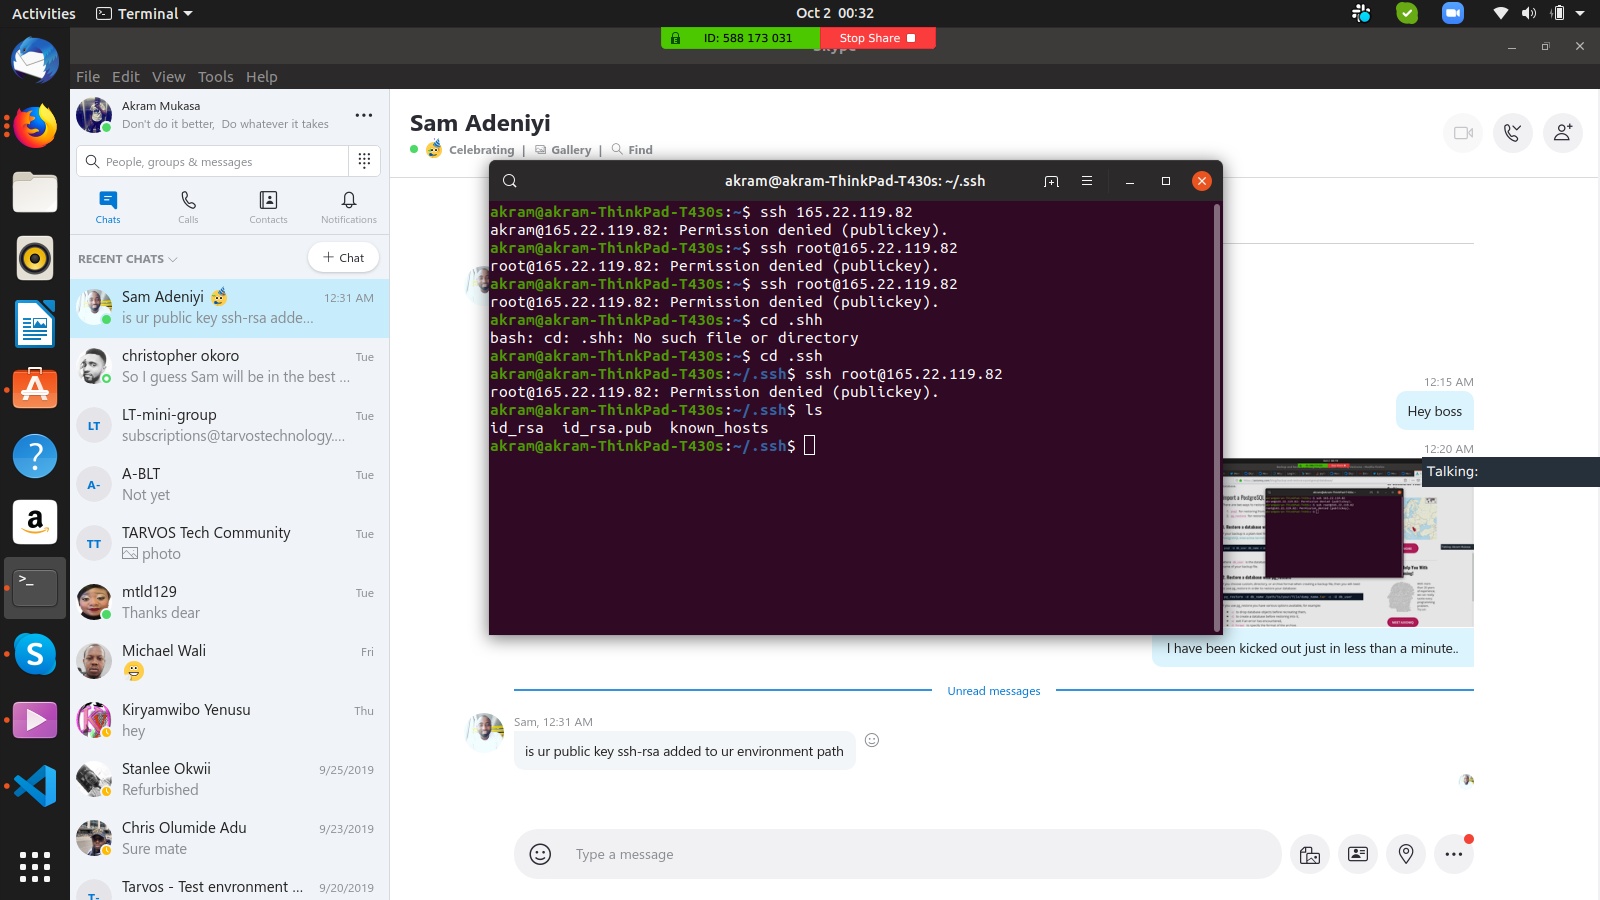 Activities
Terminal
Oct 2 00:32
ID: 588 173 031
Stop Share
File Edit View Tools Help
Akram Mukasa
Don't do it better, Do whatever it takes
People, groups & messages
Chats
Calls
Contacts
Notifications
RECENT CHATS
+ Chat
Sam Adeniyi
12:31 AM
is ur public key ssh-rsa adde...
christopher okoro
Tue
So I guess Sam will be in the best ...
LT
LT-mini-group
Tue
subscriptions@tarvostechnology....
A-
A-BLT
Tue
Not yet
TT
TARVOS Tech Community
Tue
photo
mtld129
Tue
Thanks dear
Michael Wali
Fri
Kiryamwibo Yenusu
Thu
hey
Stanlee Okwii
9/25/2019
Refurbished
Chris Olumide Adu
9/23/2019
Sure mate
T-
Tarvos - Test envronment ...
9/20/2019
Sam Adeniyi
Celebrating | Gallery | Find
akram@akram-ThinkPad-T430s: ~/.ssh
akram@akram-ThinkPad-T430s:~$ ssh 165.22.119.82
akram@165.22.119.82: Permission denied (publickey).
akram@akram-ThinkPad-T430s:~$ ssh root@165.22.119.82
root@165.22.119.82: Permission denied (publickey).
akram@akram-ThinkPad-T430s:~$ ssh root@165.22.119.82
root@165.22.119.82: Permission denied (publickey).
akram@akram-ThinkPad-T430s:~$ cd .shh
bash: cd: .shh: No such file or directory
akram@akram-ThinkPad-T430s:~$ cd .ssh
akram@akram-ThinkPad-T430s:~/.ssh$ ssh root@165.22.119.82
root@165.22.119.82: Permission denied (publickey).
akram@akram-ThinkPad-T430s:~/.ssh$ ls
id_rsa id_rsa.pub known_hosts
akram@akram-ThinkPad-T430s:~/.ssh$
12:15 AM
Hey boss
12:20 AM
Talking:
I have been kicked out just in less than a minute..
Unread messages
Sam, 12:31 AM
is ur public key ssh-rsa added to ur environment path
Type a message